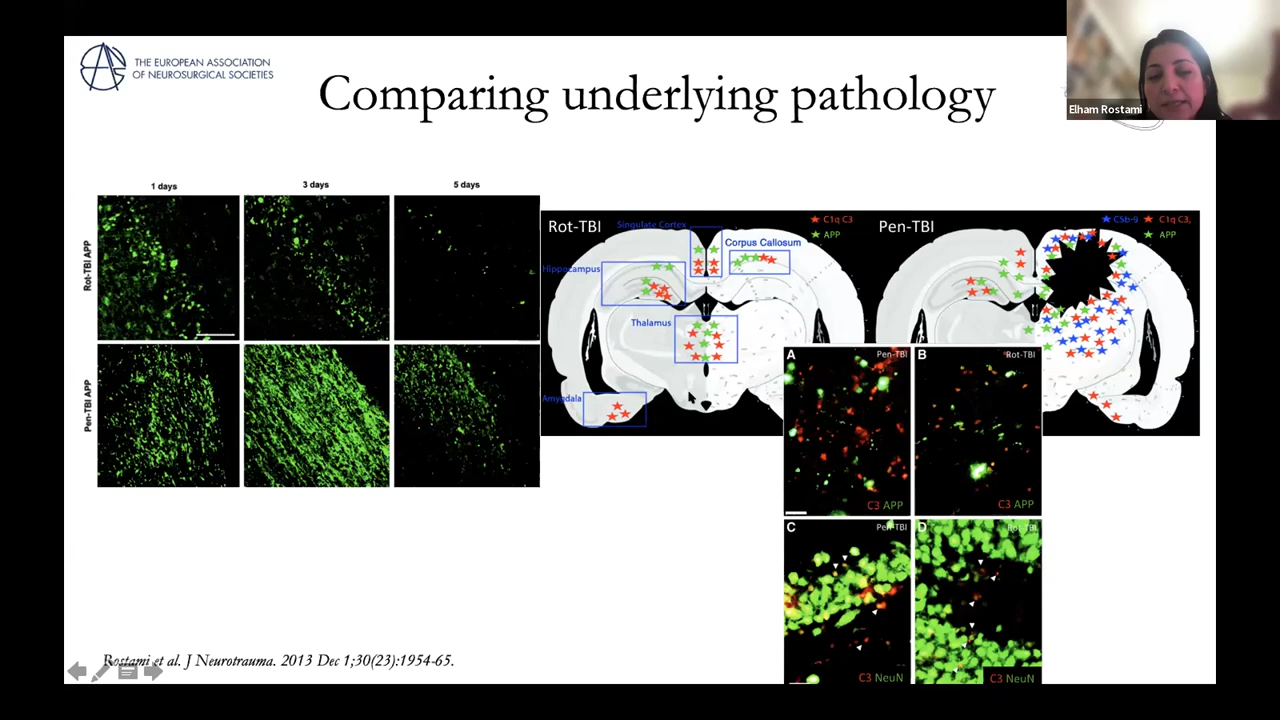 THE EUROPEAN ASSOCIATION
OF NEUROSURGICAL SOCIETIES
Comparing underlying pathology
Elham Rostami
1 days
3 days
5 days
Rot-TBI APP
Pen-TBI APP
Rot-TBI
Singulate Cortex
C1q C3
APP
Corpus Callosum
Hippocampus
Thalamus
Amygdala
Pen-TBI
C5b-9
C1q C3,
APP
A
Pen-TBI
C3 APP
B
Rot-TBI
C3 APP
C
Pen-TBI
C3 NeuN
D
Rot-TBI
C3 NeuN
Rostami et al. J Neurotrauma. 2013 Dec 1;30(23):1954-65.